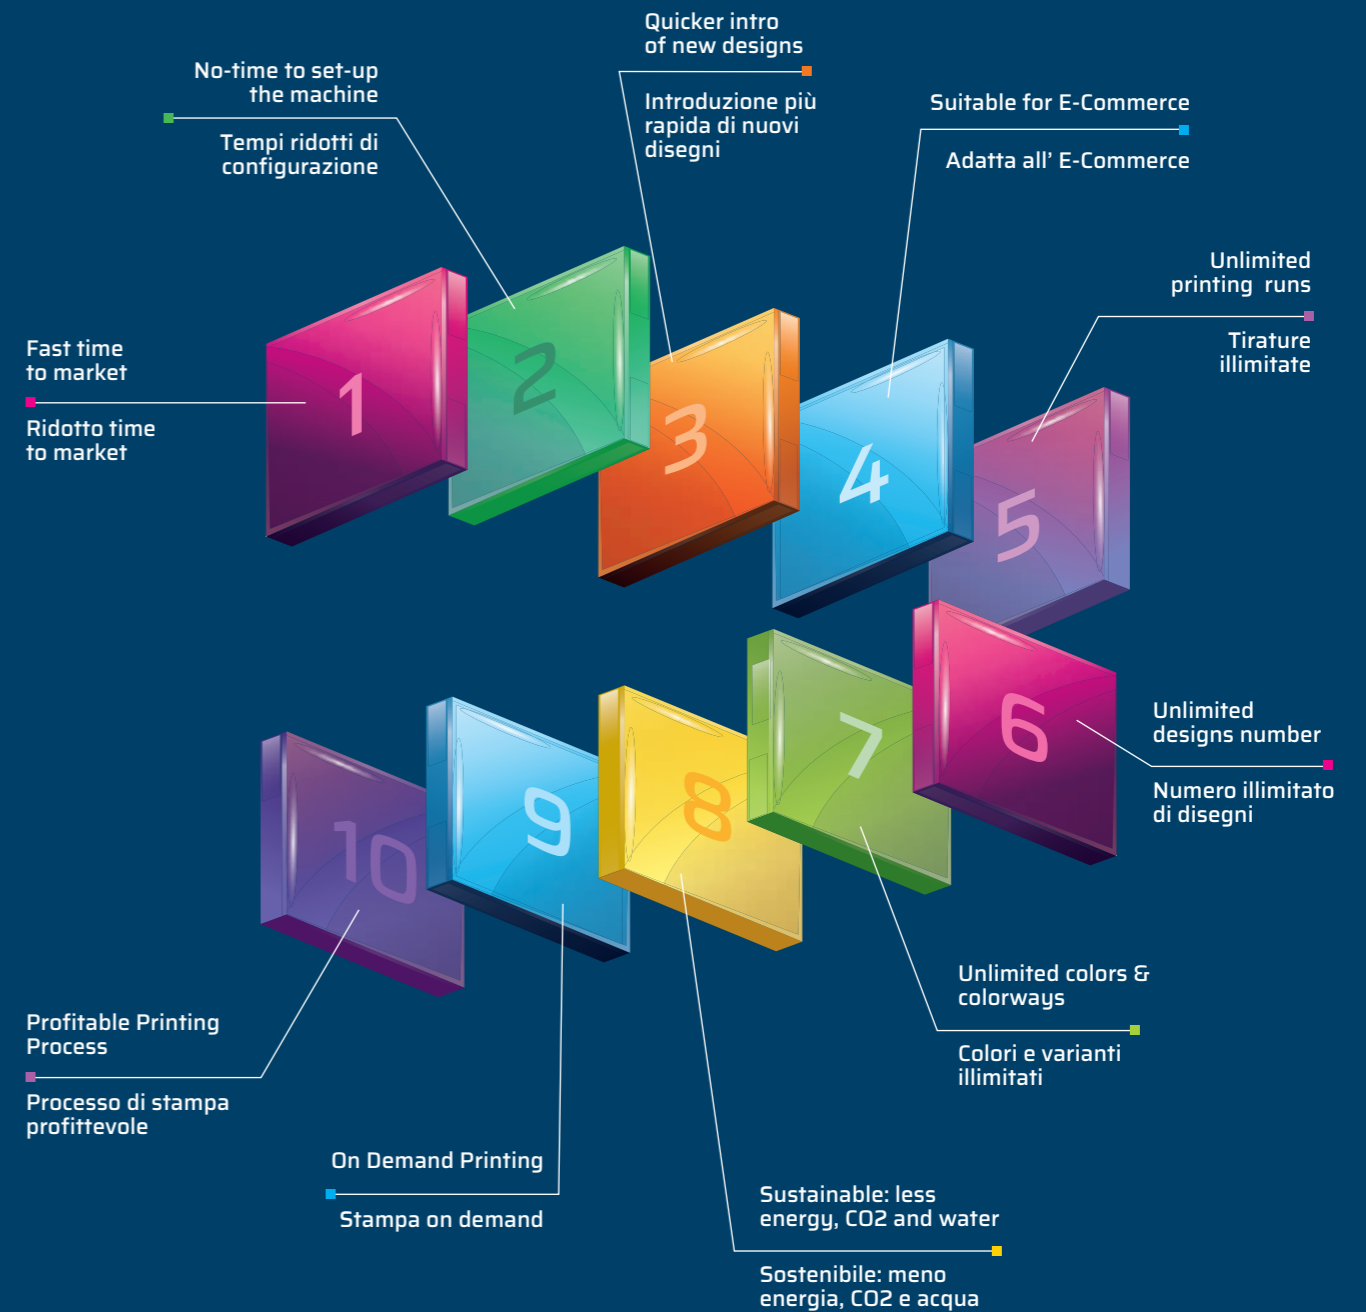 Fast time
to market
Ridotto time
to market
1
No-time to set-up
the machine
Tempi ridotti di
configurazione
2
Quicker intro
of new designs
Introduzione più
rapida di nuovi
disegni
3
Suitable for E-Commerce
Adatta all' E-Commerce
4
Unlimited
printing runs
Tirature
illimitate
5
Unlimited
designs number
Numero illimitato
di disegni
6
Unlimited colors &
colorways
Colori e varianti
illimitati
7
Sustainable: less
energy, CO2 and water
Sostenibile: meno
energia, CO2 e acqua
8
On Demand Printing
Stampa on demand
9
Profitable Printing
Process
Processo di stampa
profittevole
10